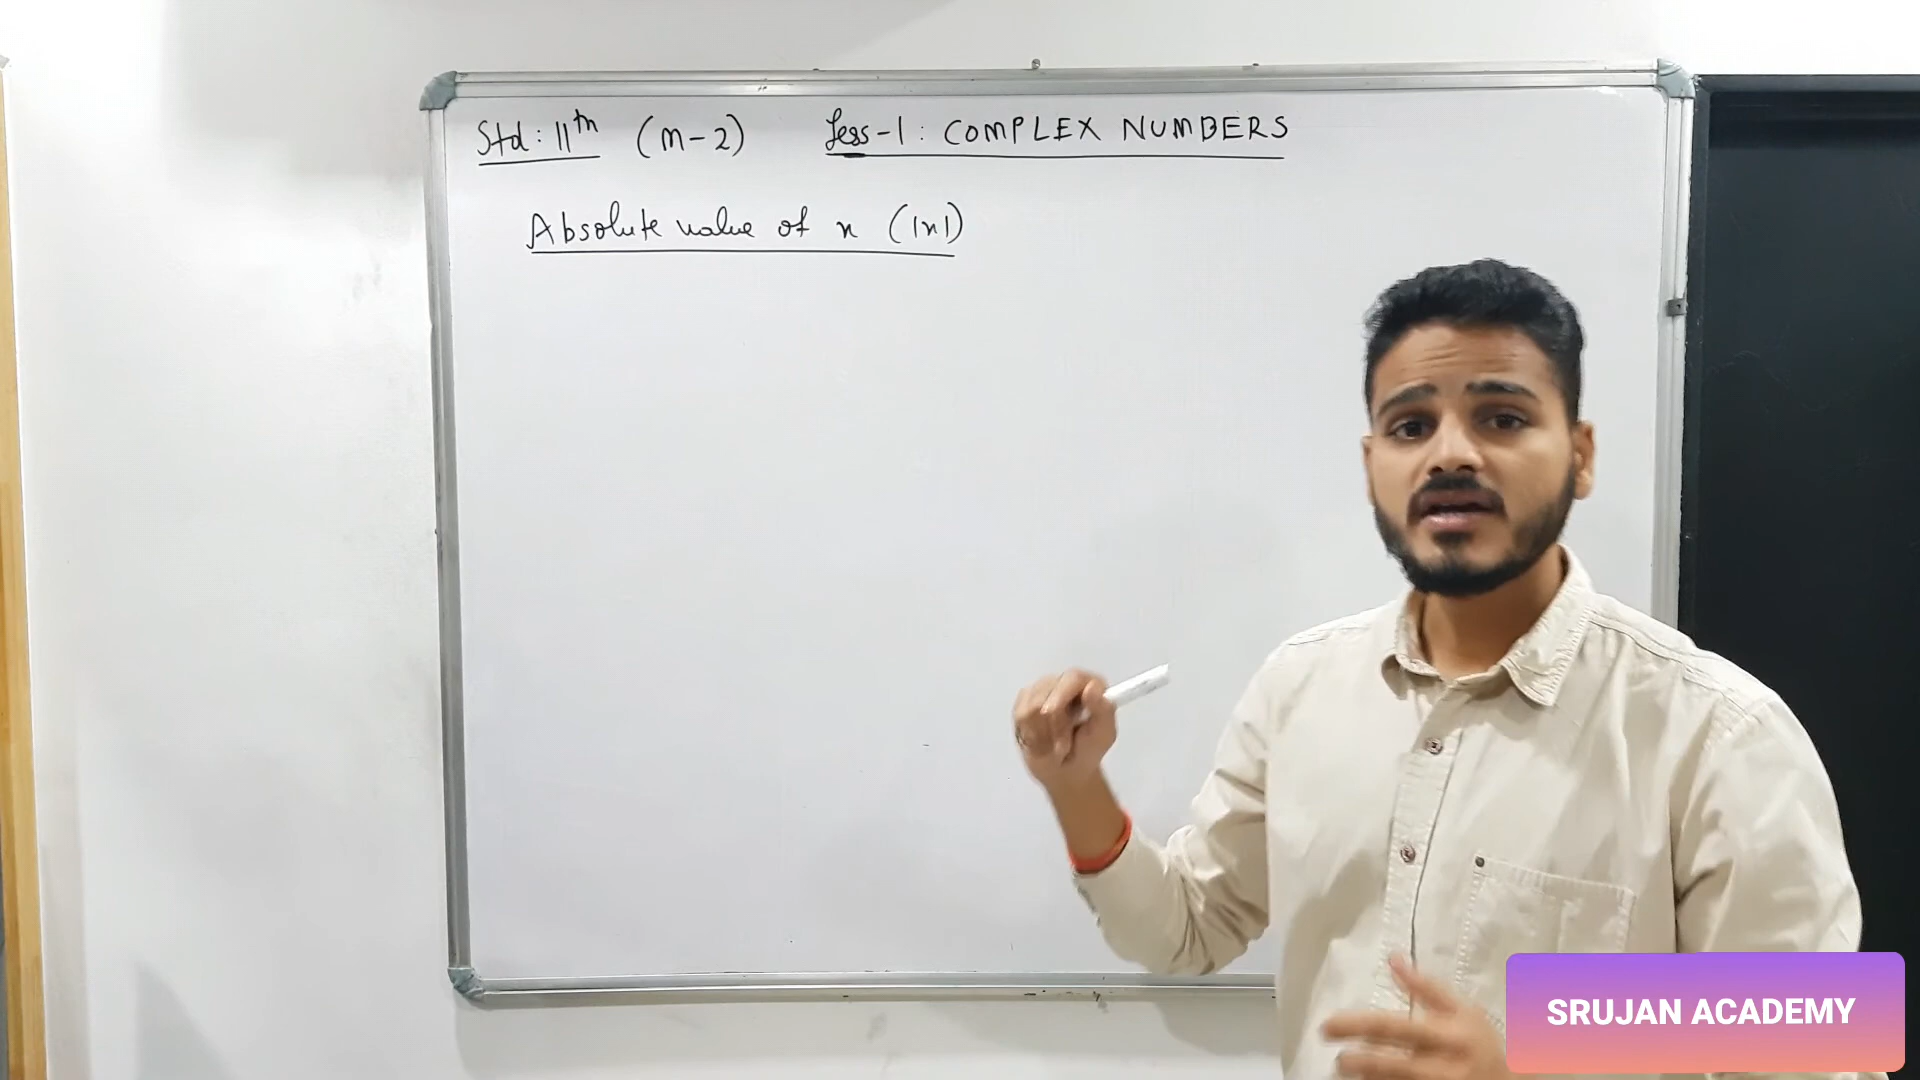 Std: 11th (M-2) Less-1: COMPLEX NUMBERS
Absolute value of x (|x|)
SRUJAN ACADEMY